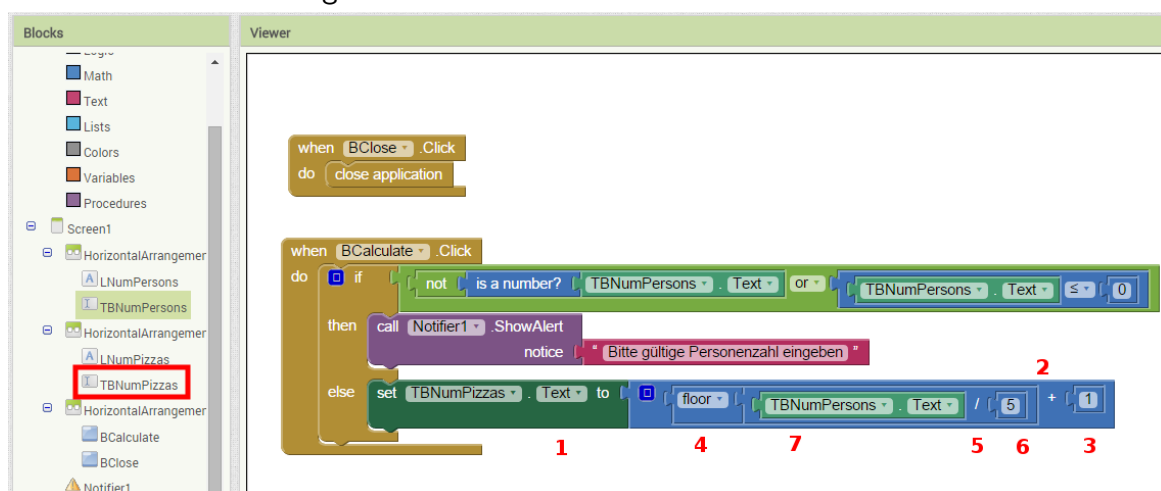 Blocks
Viewer
Math
Text
Lists
Colors
Variables
Procedures
Screen1
HorizontalArrangemer
LNumPersons
TBNumPersons
HorizontalArrangemer
LNumPizzas
TBNumPizzas
HorizontalArrangemer
BCalculate
BClose
Notifier1
when BClose .Click
do close application
when BCalculate .Click
do if not is a number? TBNumPersons . Text or TBNumPersons . Text ≤ 0
then call Notifier1 .ShowAlert
notice " Bitte gültige Personenzahl eingeben "
2
else set TBNumPizzas . Text to floor TBNumPersons . Text / 5 + 1
1 4 7 5 6 3